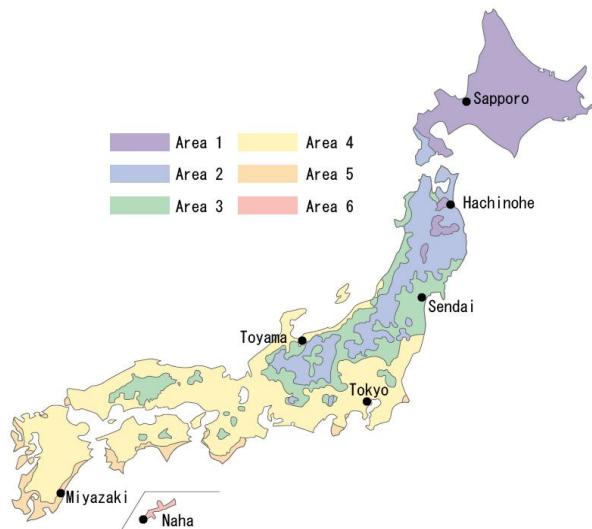 Sapporo
Area 1 Area 4
Area 2 Area 5
Area 3 Area 6
Hachinohe
Sendai
Toyama
Tokyo
Miyazaki
Naha